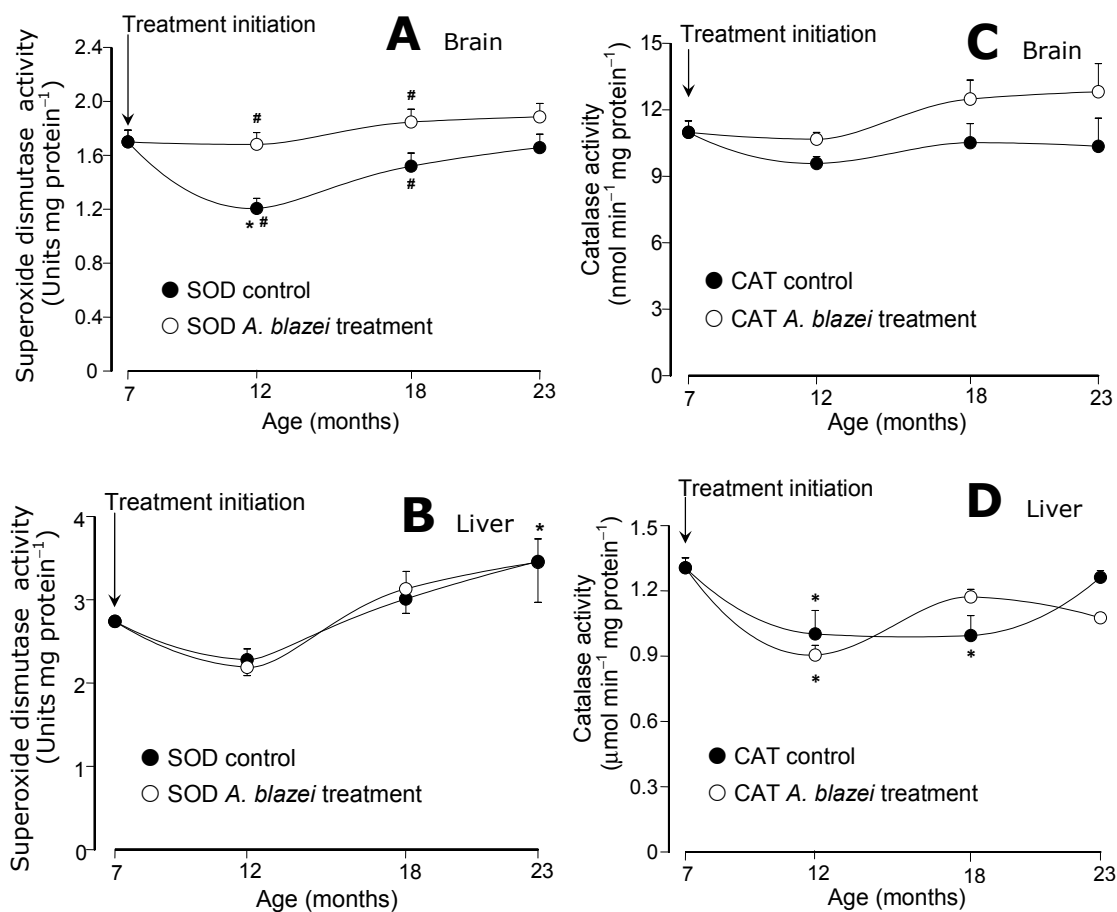 Treatment initiation
A Brain
Superoxide dismutase activity
(Units mg protein⁻¹)
2.4
2.0
1.6
1.2
0.8
0.4
0
#
#
* #
#
SOD control
SOD A. blazei treatment
7 12 18 23
Age (months)
Treatment initiation
C Brain
Catalase activity
(nmol min⁻¹ mg protein⁻¹)
15
12
9
6
3
0
CAT control
CAT A. blazei treatment
7 12 18 23
Age (months)
Treatment initiation
B Liver
Superoxide dismutase activity
(Units mg protein⁻¹)
4
3
2
1
0
*
SOD control
SOD A. blazei treatment
7 12 18 23
Age (months)
Treatment initiation
D Liver
Catalase activity
(μmol min⁻¹ mg protein⁻¹)
1.5
1.2
0.9
0.6
0.3
0
*
*
*
CAT control
CAT A. blazei treatment
7 12 18 23
Age (months)